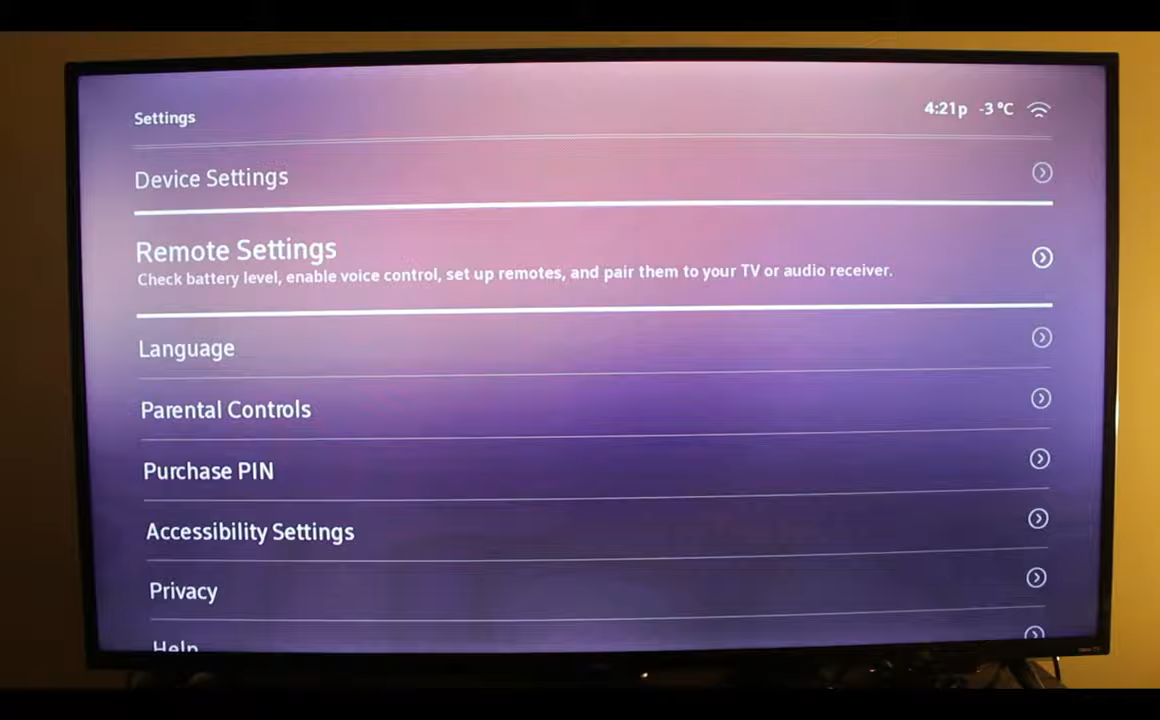 Settings
4:21p -3 °C
Device Settings
Remote Settings
Check battery level, enable voice control, set up remotes, and pair them to your TV or audio receiver.
Language
Parental Controls
Purchase PIN
Accessibility Settings
Privacy
Help